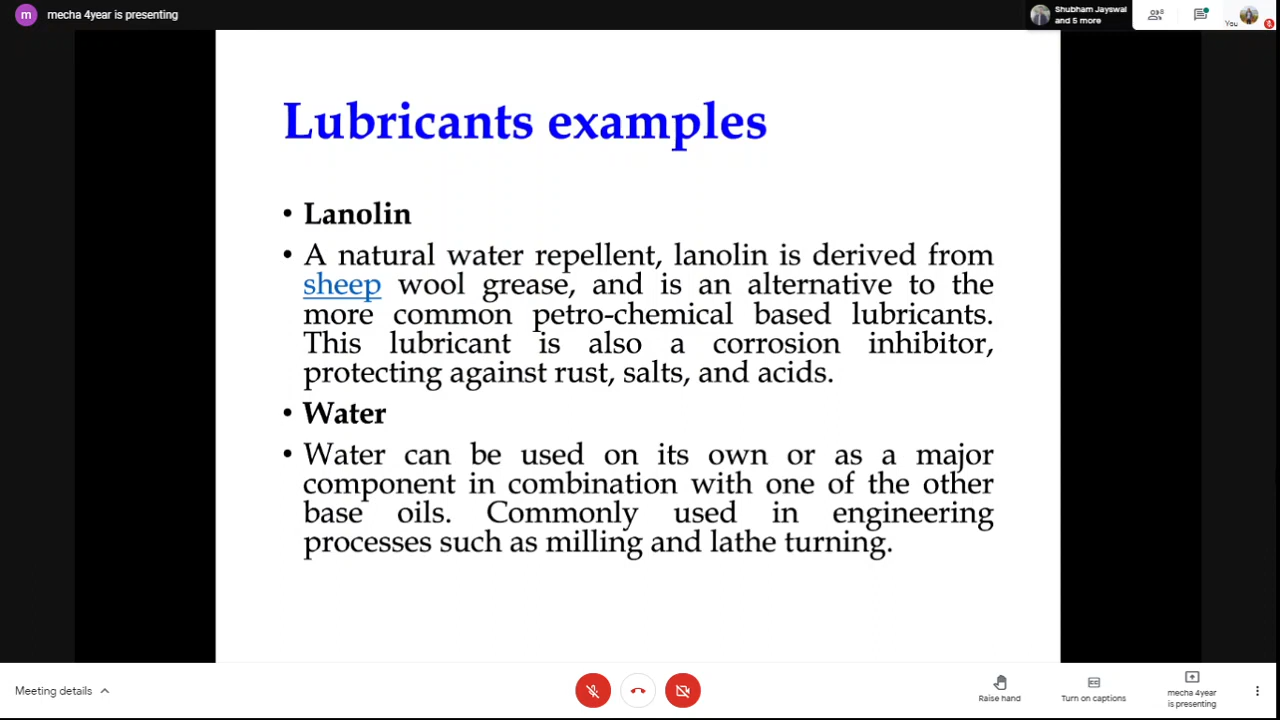 m mecha 4year is presenting
Shubham Jayswal
and 5 more
8
You
Lubricants examples
• Lanolin
• A natural water repellent, lanolin is derived from
sheep wool grease, and is an alternative to the
more common petro-chemical based lubricants.
This lubricant is also a corrosion inhibitor,
protecting against rust, salts, and acids.
• Water
• Water can be used on its own or as a major
component in combination with one of the other
base oils. Commonly used in engineering
processes such as milling and lathe turning.
Meeting details
Raise hand
Turn on captions
mecha 4year
is presenting